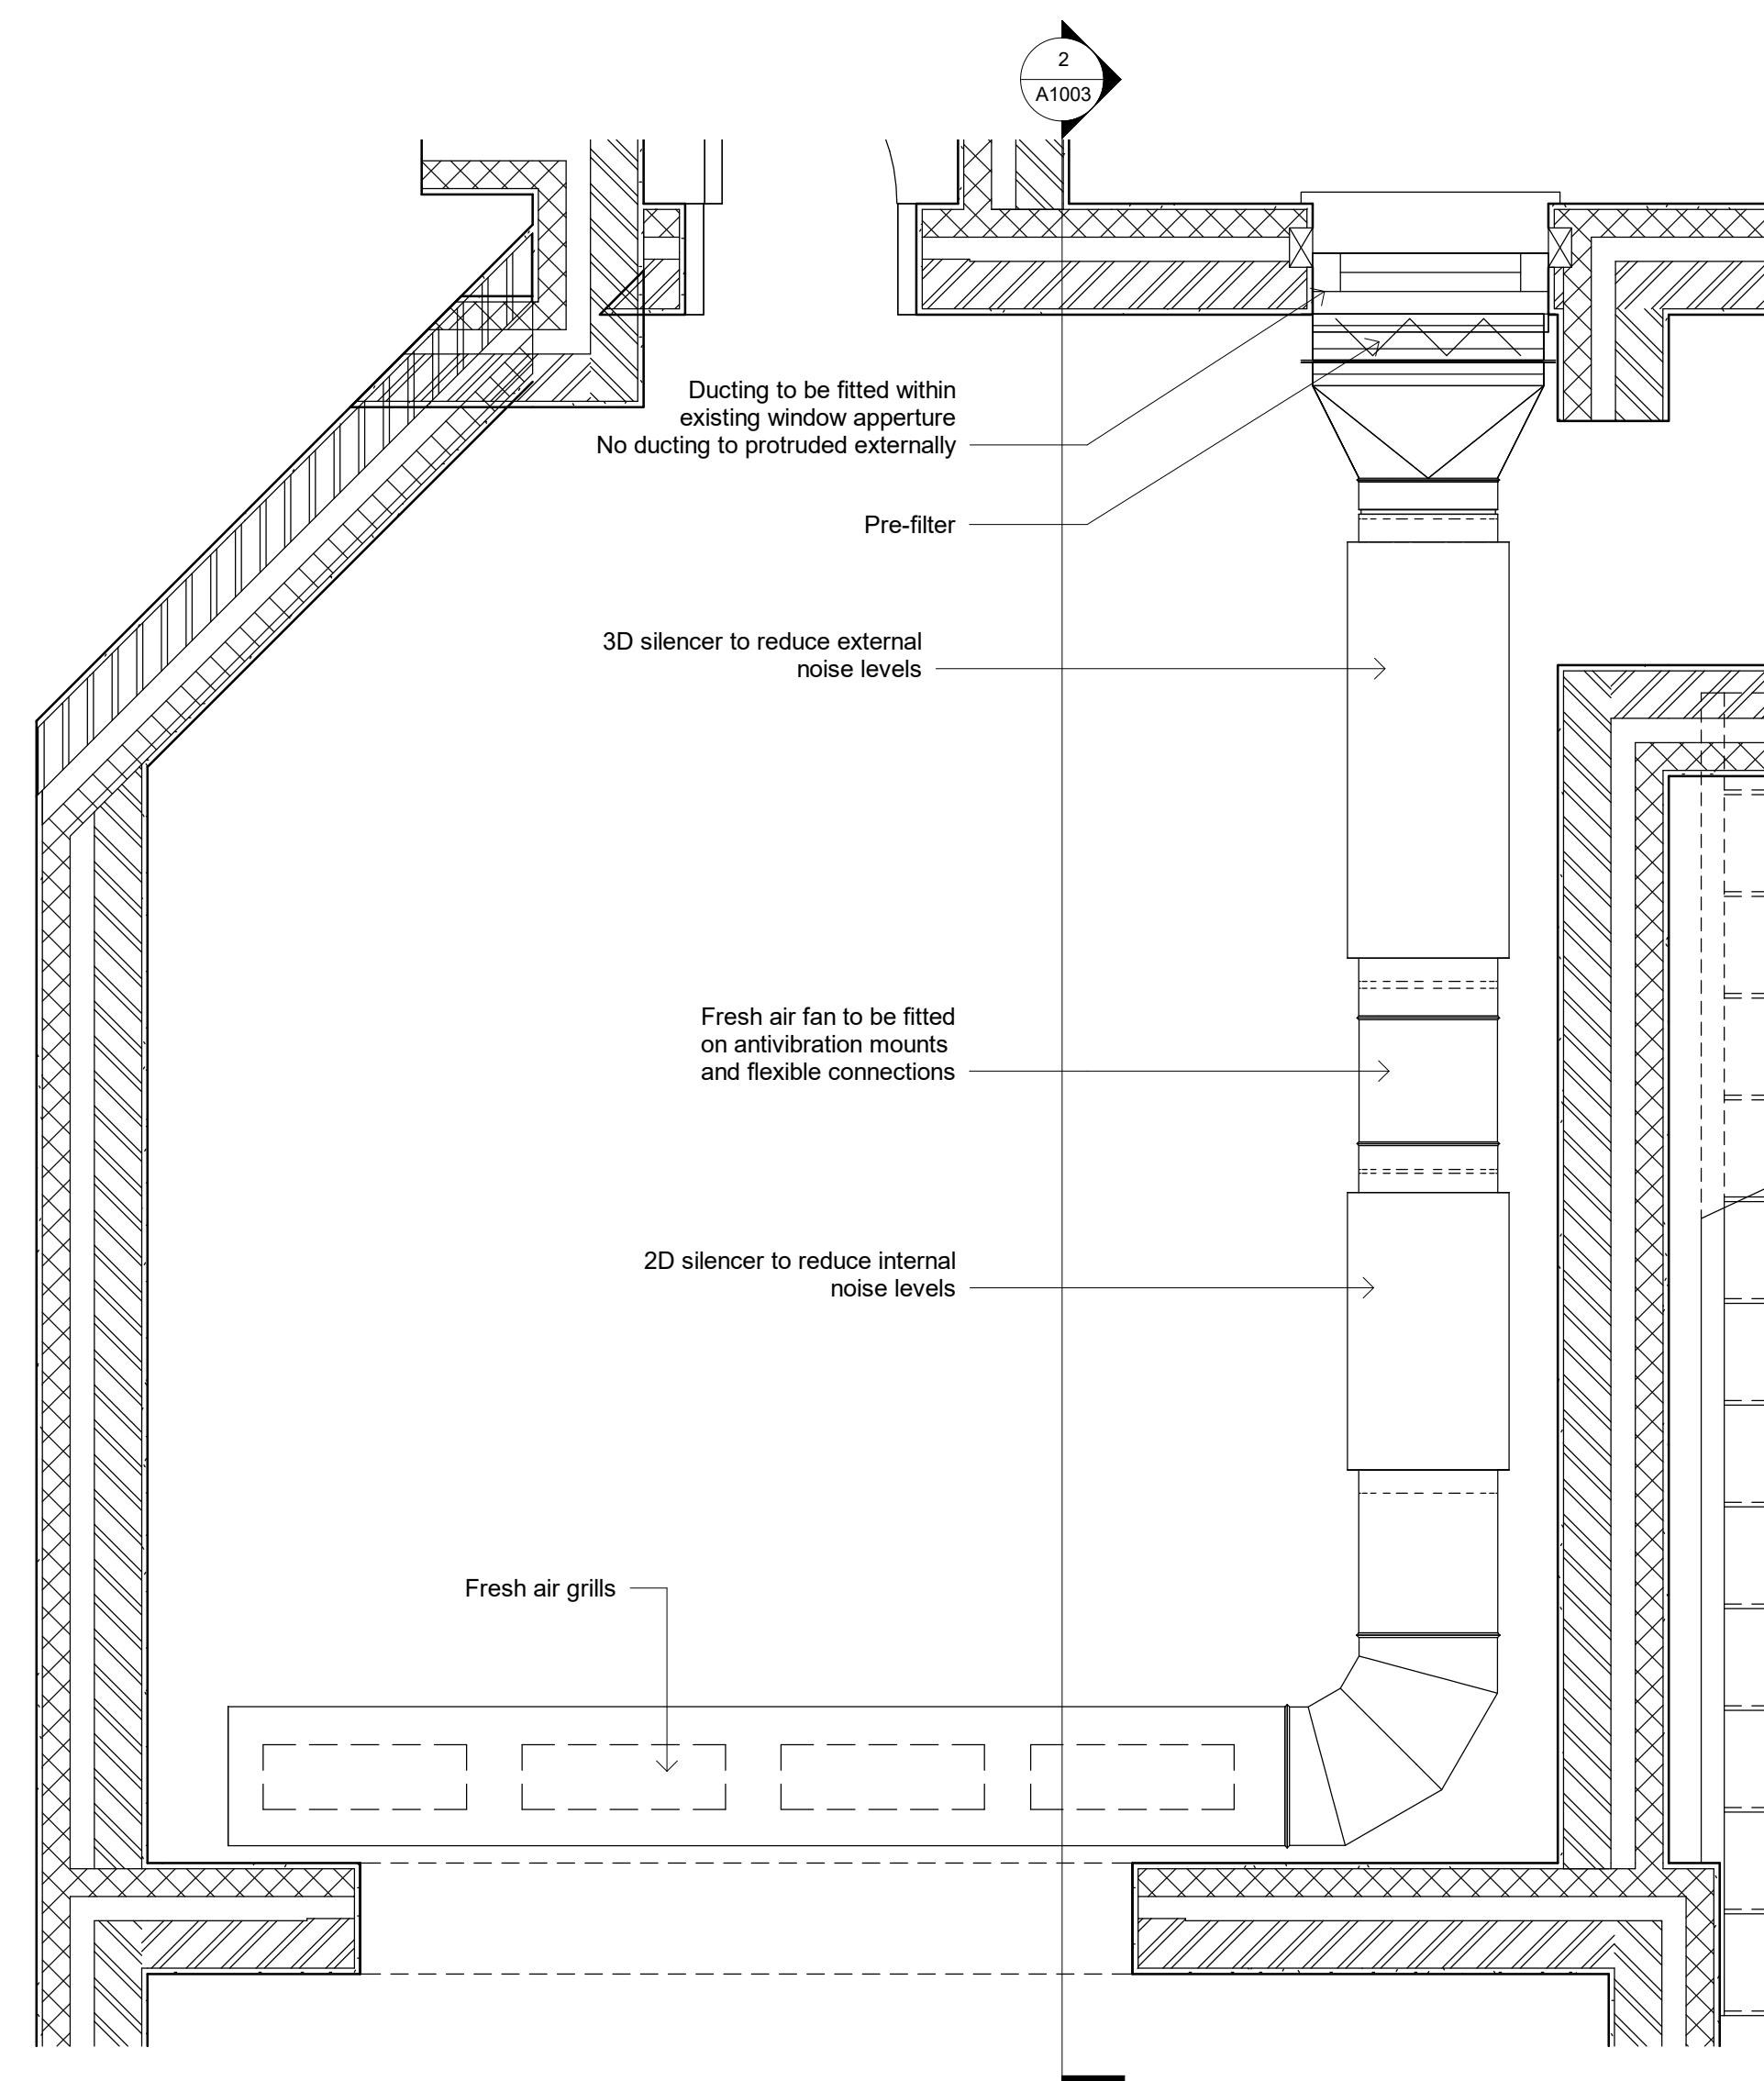 2
A1003
Ducting to be fitted within
existing window apperture
No ducting to protruded externally
Pre-filter
3D silencer to reduce external
noise levels
Fresh air fan to be fitted
on antivibration mounts
and flexible connections
2D silencer to reduce internal
noise levels
Fresh air grills